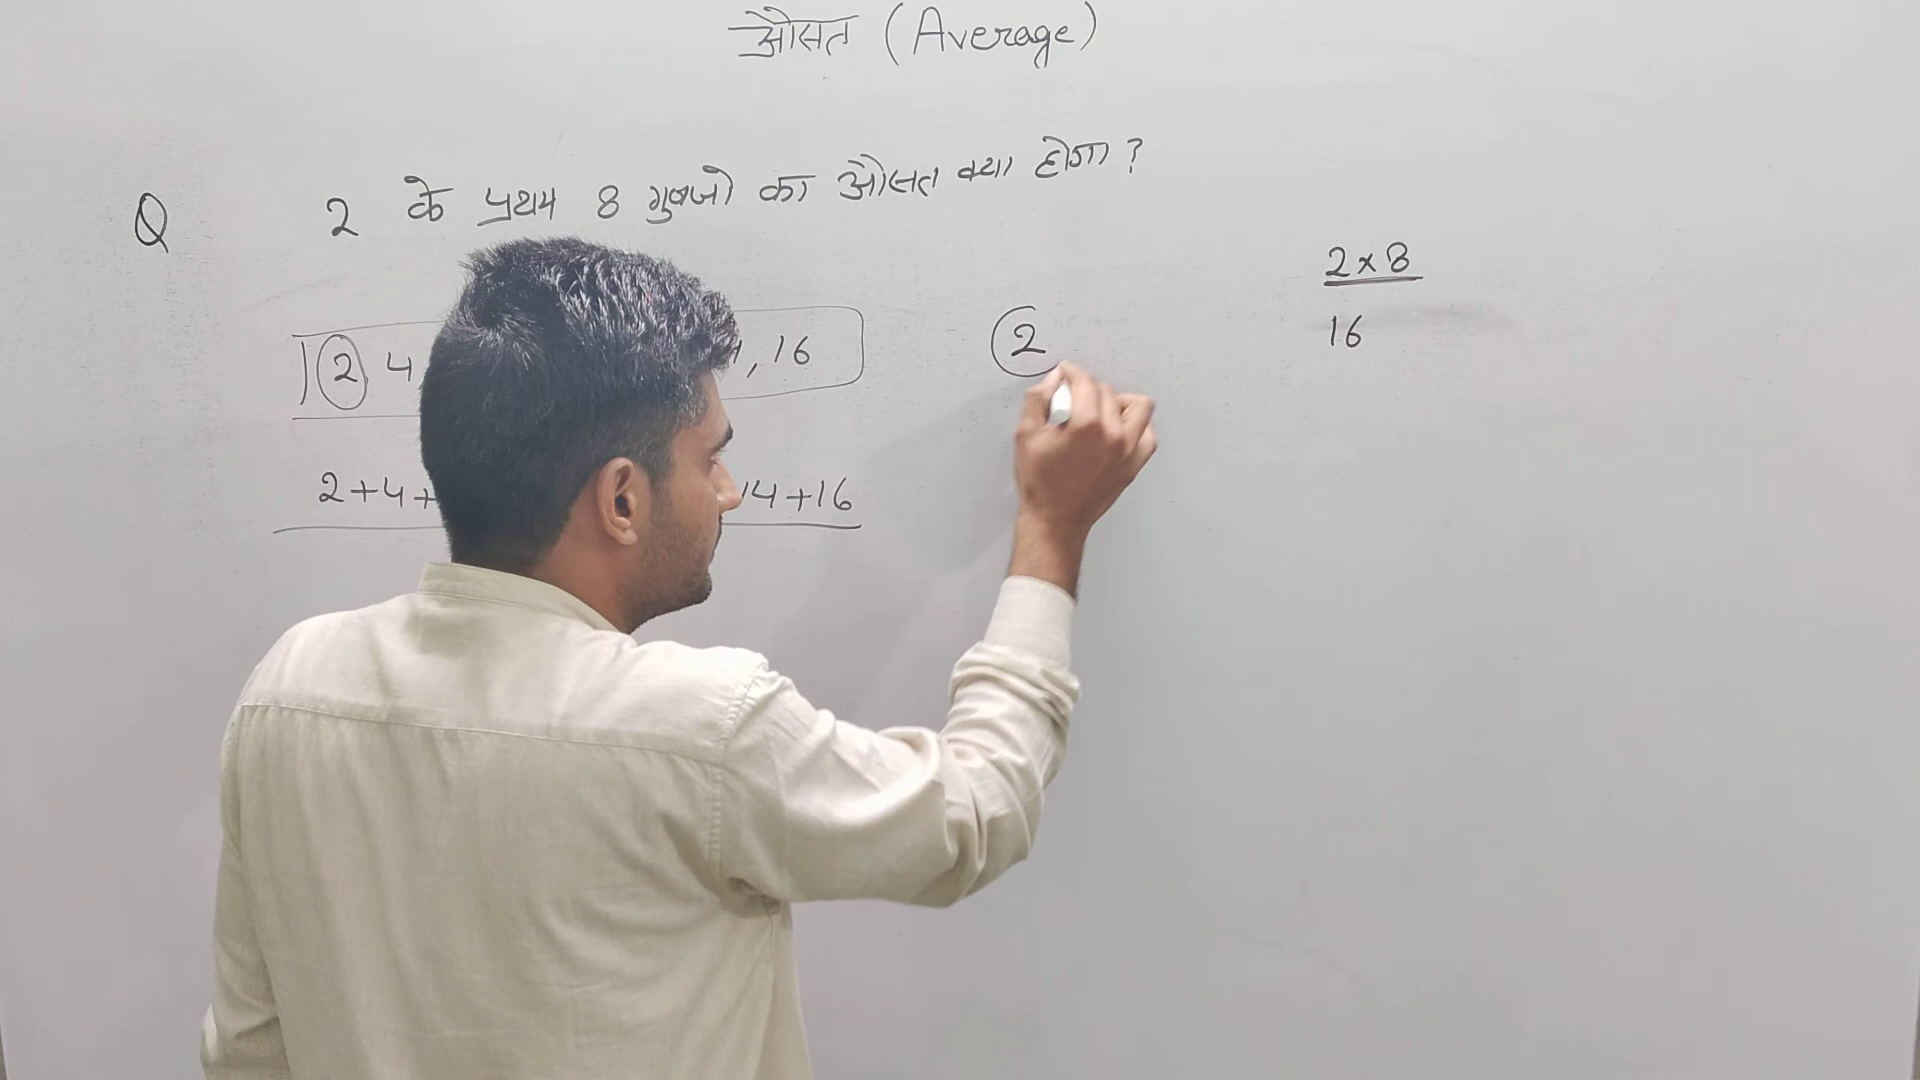 औसत (Average)
Q 2 के प्रथम 8 गुणजो का औसत क्या होगा ?
2 × 8
2 4, , 16
2
16
2+4+ 14+16